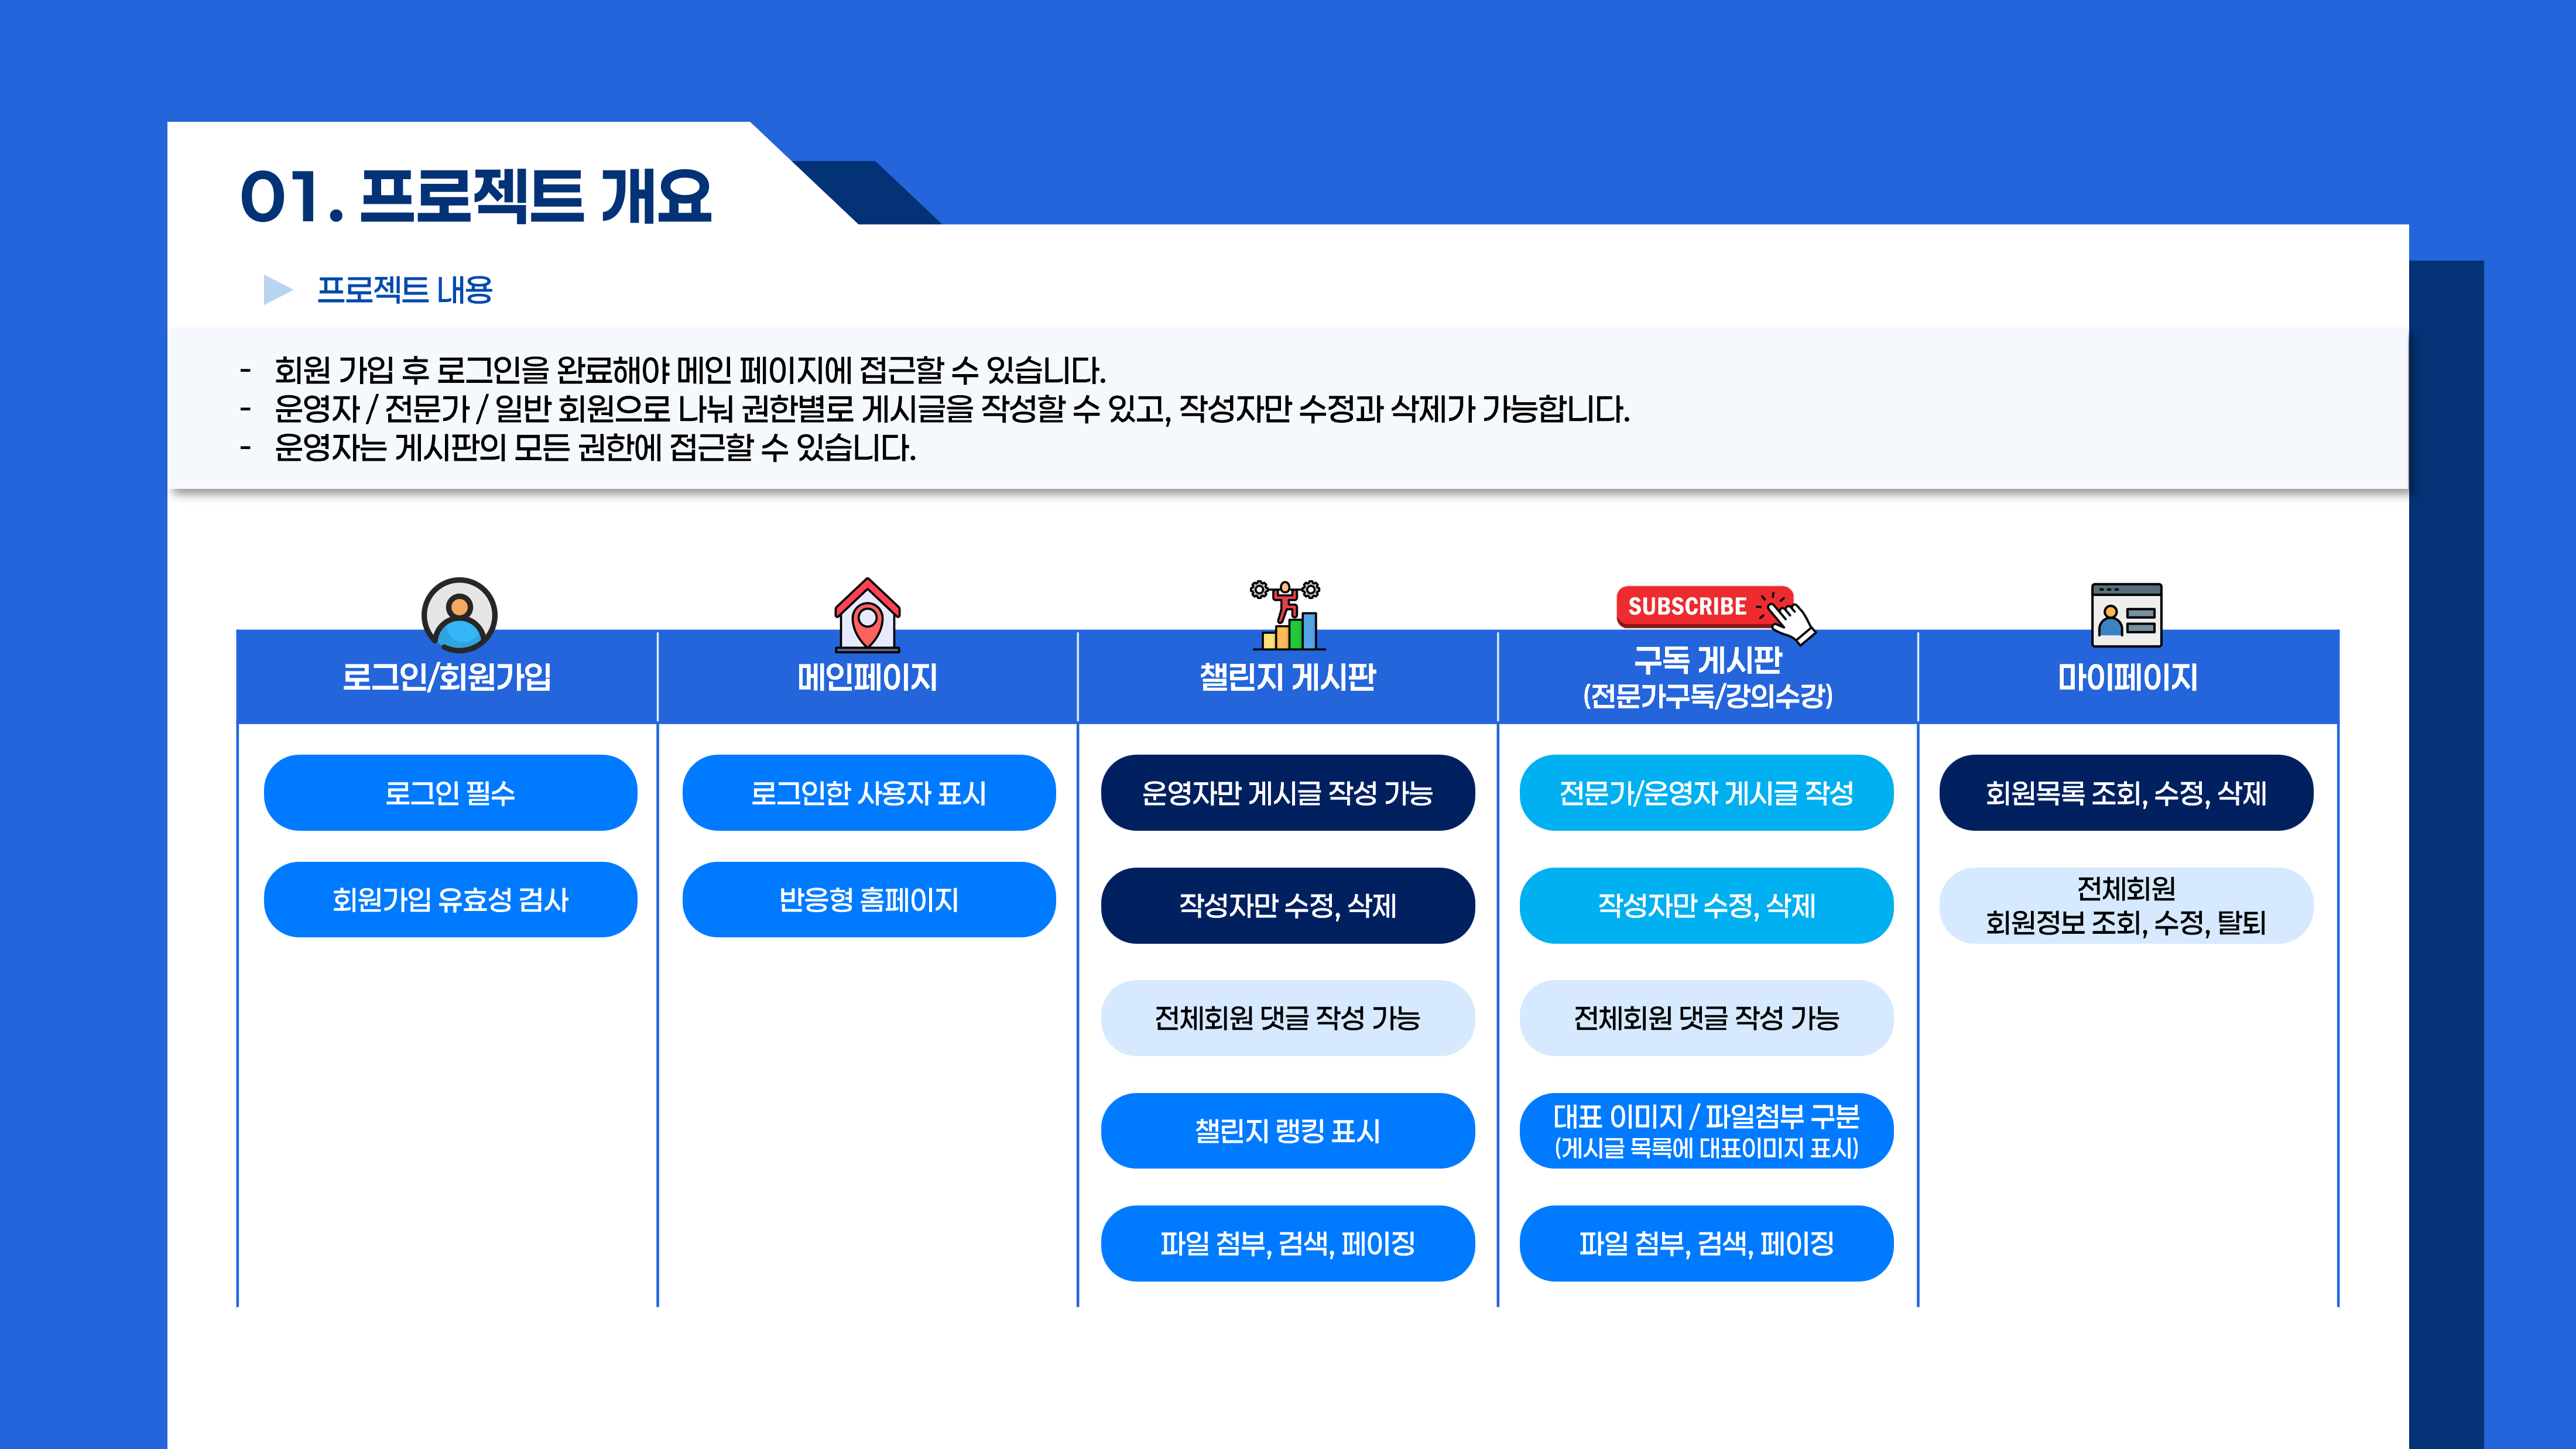 01. 프로젝트 개요
프로젝트 내용
- 회원 가입 후 로그인을 완료해야 메인 페이지에 접근할 수 있습니다.
- 운영자 / 전문가 / 일반 회원으로 나눠 권한별로 게시글을 작성할 수 있고, 작성자만 수정과 삭제가 가능합니다.
- 운영자는 게시판의 모든 권한에 접근할 수 있습니다.
로그인/회원가입
로그인 필수
회원가입 유효성 검사
메인페이지
로그인한 사용자 표시
반응형 홈페이지
챌린지 게시판
운영자만 게시글 작성 가능
작성자만 수정, 삭제
전체회원 댓글 작성 가능
챌린지 랭킹 표시
파일 첨부, 검색, 페이징
SUBSCRIBE
구독 게시판
(전문가구독/강의수강)
전문가/운영자 게시글 작성
작성자만 수정, 삭제
전체회원 댓글 작성 가능
대표 이미지 / 파일첨부 구분
(게시글 목록에 대표이미지 표시)
파일 첨부, 검색, 페이징
마이페이지
회원목록 조회, 수정, 삭제
전체회원
회원정보 조회, 수정, 탈퇴